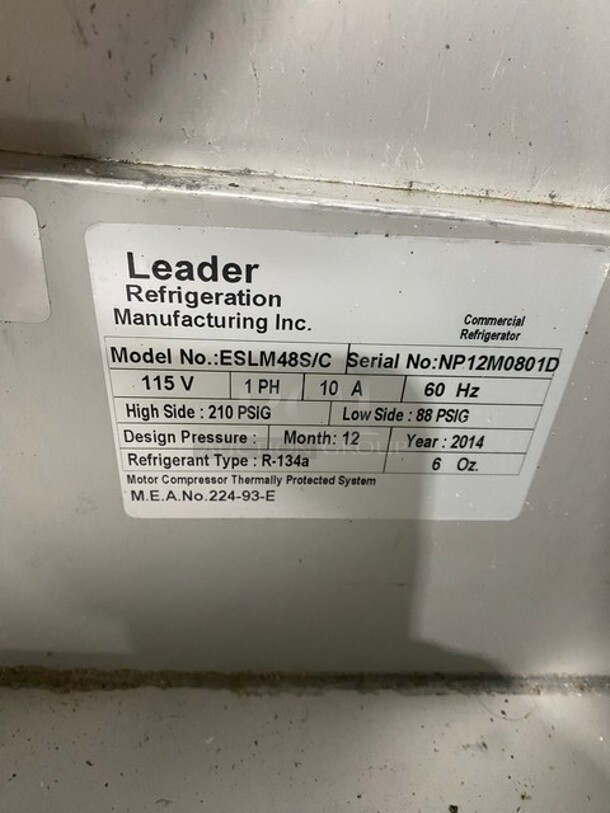 Leader
Refrigeration
Manufacturing Inc.
Commercial
Refrigerator
Model No.:ESLM48S/C Serial No:NP12M0801D
115 V 1 PH 10 A 60 Hz
High Side : 210 PSIG Low Side : 88 PSIG
Design Pressure : Month: 12 Year : 2014
Refrigerant Type : R-134a 6 Oz.
Motor Compressor Thermally Protected System
M.E.A.No.224-93-E
GROUP